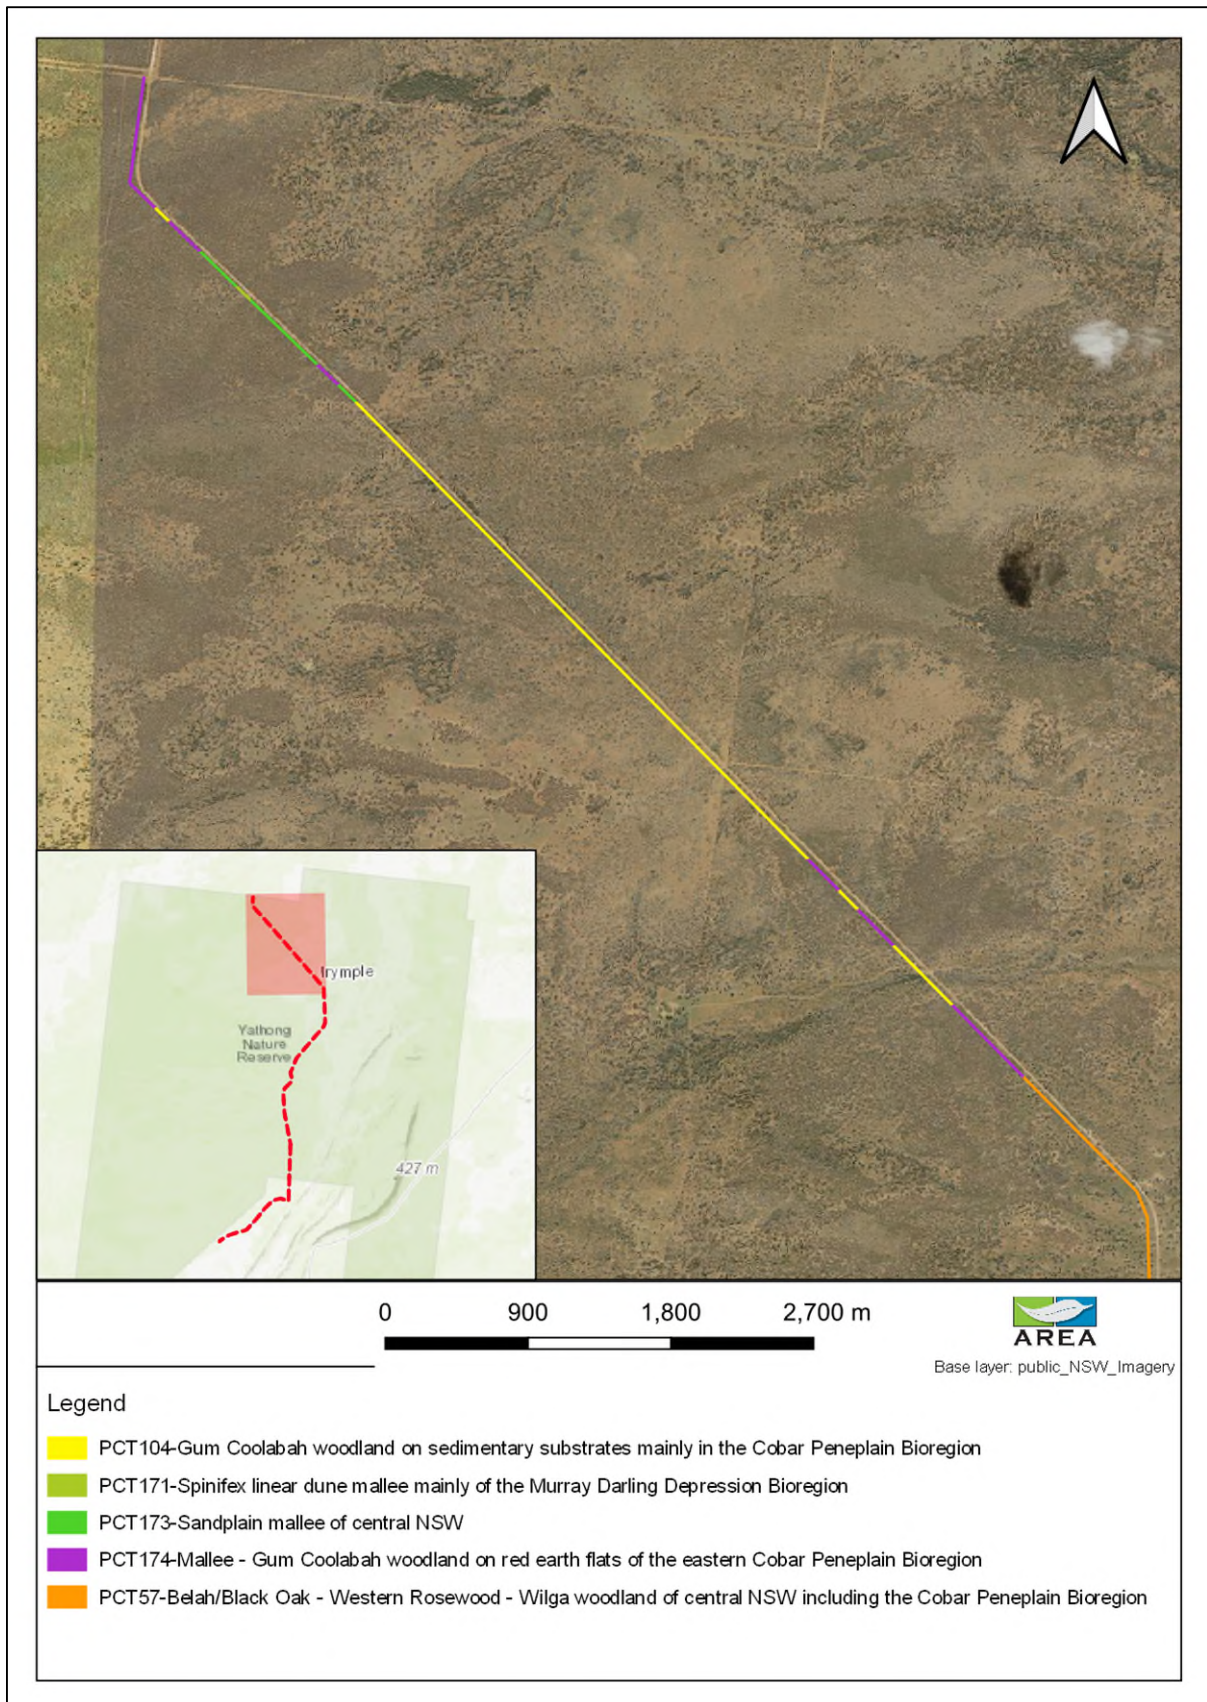 Irymple
Yathong
Nature
Reserve
427 m
0 900 1,800 2,700 m
AREA
Base layer: public_NSW_Imagery
Legend
PCT104-Gum Coolabah woodland on sedimentary substrates mainly in the Cobar Peneplain Bioregion
PCT171-Spinifex linear dune mallee mainly of the Murray Darling Depression Bioregion
PCT173-Sandplain mallee of central NSW
PCT174-Mallee - Gum Coolabah woodland on red earth flats of the eastern Cobar Peneplain Bioregion
PCT57-Belah/Black Oak - Western Rosewood - Wilga woodland of central NSW including the Cobar Peneplain Bioregion